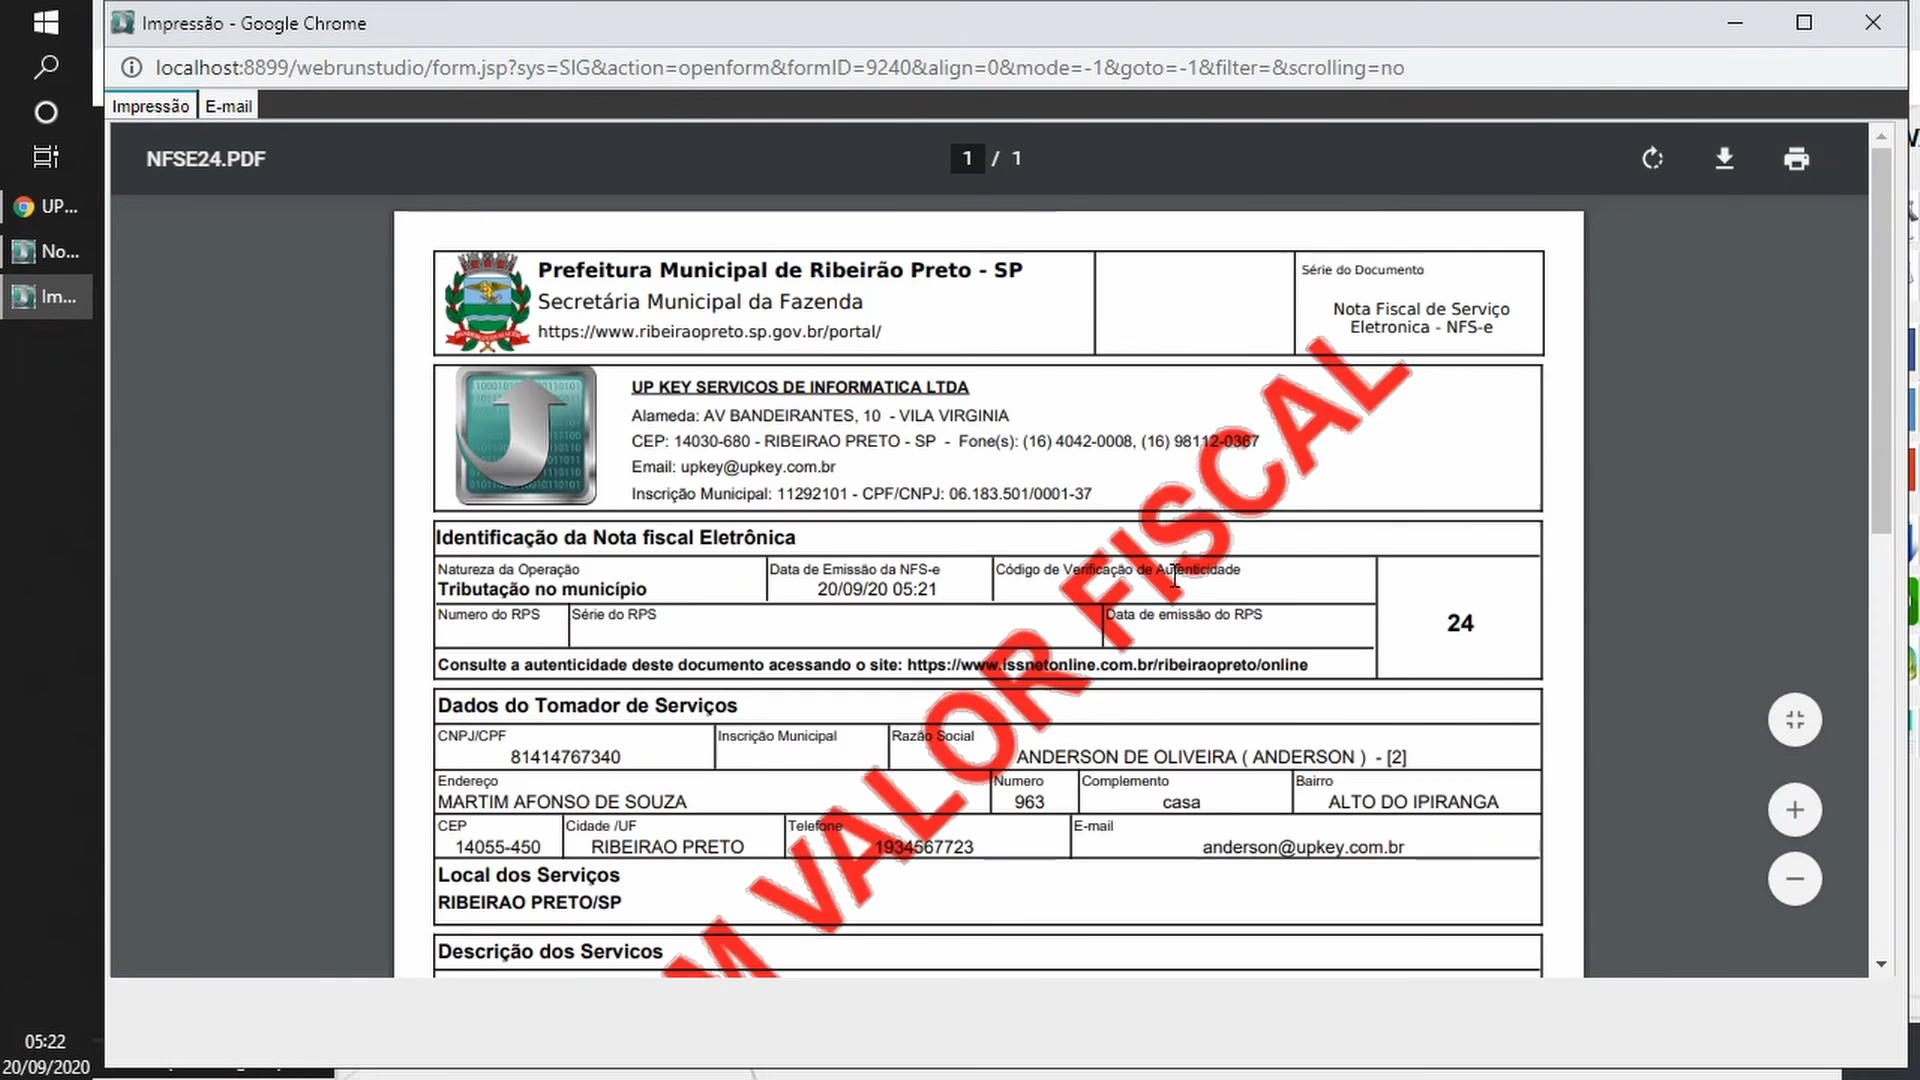 Impressão - Google Chrome
localhost:8899/webrunstudio/form.jsp?sys=SIG&action=openform&formID=9240&align=0&mode=-1&goto=-1&filter=&scrolling=no
Impressão E-mail
NFSE24.PDF 1 / 1
UP...
No...
Im...
Prefeitura Municipal de Ribeirão Preto - SP
Secretária Municipal da Fazenda
https://www.ribeiraopreto.sp.gov.br/portal/
Série do Documento
Nota Fiscal de Serviço
Eletronica - NFS-e
UP KEY SERVICOS DE INFORMATICA LTDA
Alameda: AV BANDEIRANTES, 10 - VILA VIRGINIA
CEP: 14030-680 - RIBEIRAO PRETO - SP - Fone(s): (16) 4042-0008, (16) 98112-0367
Email: upkey@upkey.com.br
Inscrição Municipal: 11292101 - CPF/CNPJ: 06.183.501/0001-37
Identificação da Nota fiscal Eletrônica
Natureza da Operação Data de Emissão da NFS-e Código de Verificação de Autenticidade
Tributação no município 20/09/20 05:21
Numero do RPS Série do RPS Data de emissão do RPS
24
Consulte a autenticidade deste documento acessando o site: https://www.issnetonline.com.br/ribeiraopreto/online
Dados do Tomador de Serviços
CNPJ/CPF Inscrição Municipal Razão Social
81414767340 ANDERSON DE OLIVEIRA ( ANDERSON ) - [2]
Endereço Numero Complemento Bairro
MARTIM AFONSO DE SOUZA 963 casa ALTO DO IPIRANGA
CEP Cidade /UF Telefone E-mail
14055-450 RIBEIRAO PRETO 1934567723 anderson@upkey.com.br
Local dos Serviços
RIBEIRAO PRETO/SP
Descrição dos Servicos
M VALOR FISCAL
05:22
20/09/2020